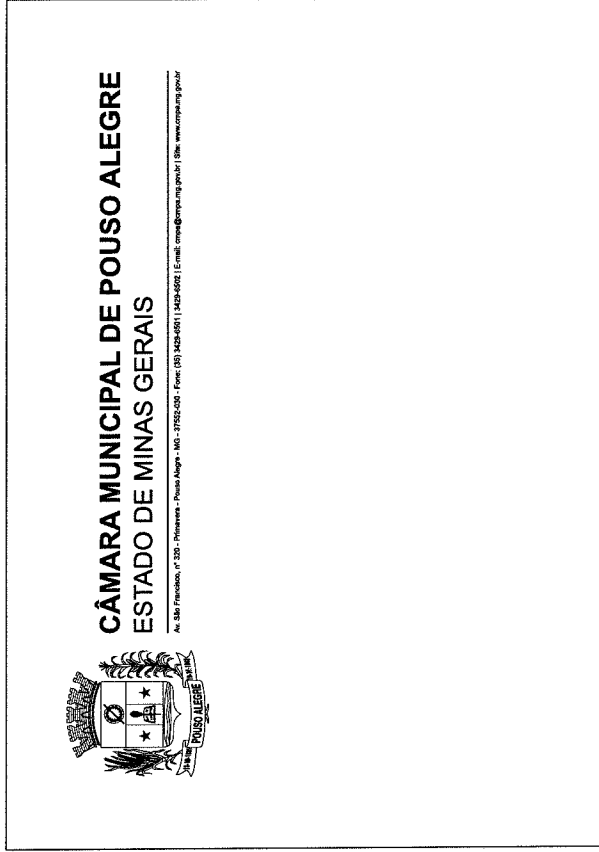 CÂMARA MUNICIPAL DE POUSO ALEGRE
ESTADO DE MINAS GERAIS
Av. São Francisco, nº 320 - Primavera - Pouso Alegre - MG - 37552-030 - Fone: (35) 3429-6501 | 3429-6502 | E-mail: cmpa@cmpa.mg.gov.br | Site: www.cmpa.mg.gov.br
POUSO ALEGRE